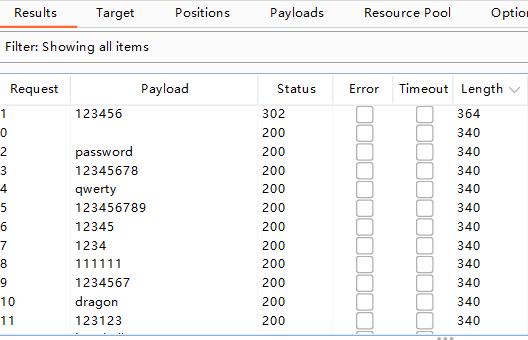 Results Target Positions Payloads Resource Pool
Filter: Showing all items
Request Payload Status Error Timeout Length
1 123456 302 364
0 200 340
2 password 200 340
3 12345678 200 340
4 qwerty 200 340
5 123456789 200 340
6 12345 200 340
7 1234 200 340
8 111111 200 340
9 1234567 200 340
10 dragon 200 340
11 123123 200 340